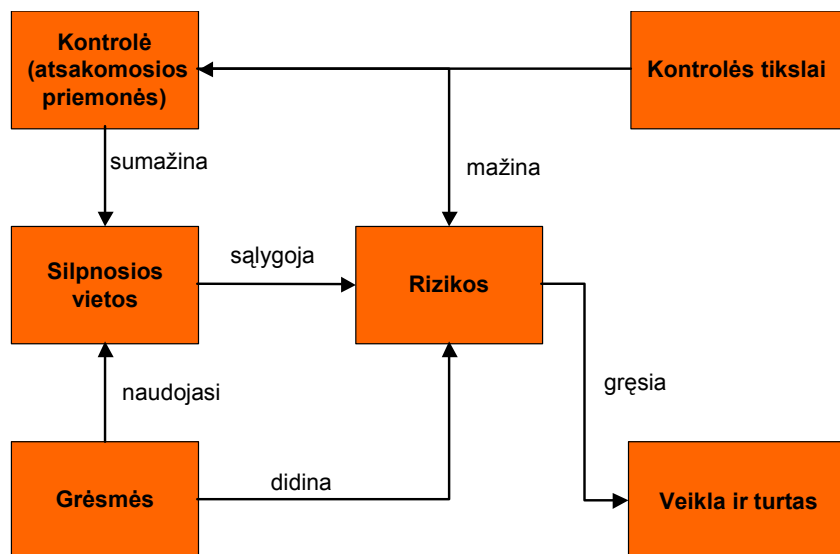 Kontrolė
(atsakomosios
priemonės)
Kontrolės tikslai
sumažina
mažina
Silpnosios
vietos
sąlygoja
Rizikos
naudojasi
gręsia
Grėsmės
didina
Veikla ir turtas